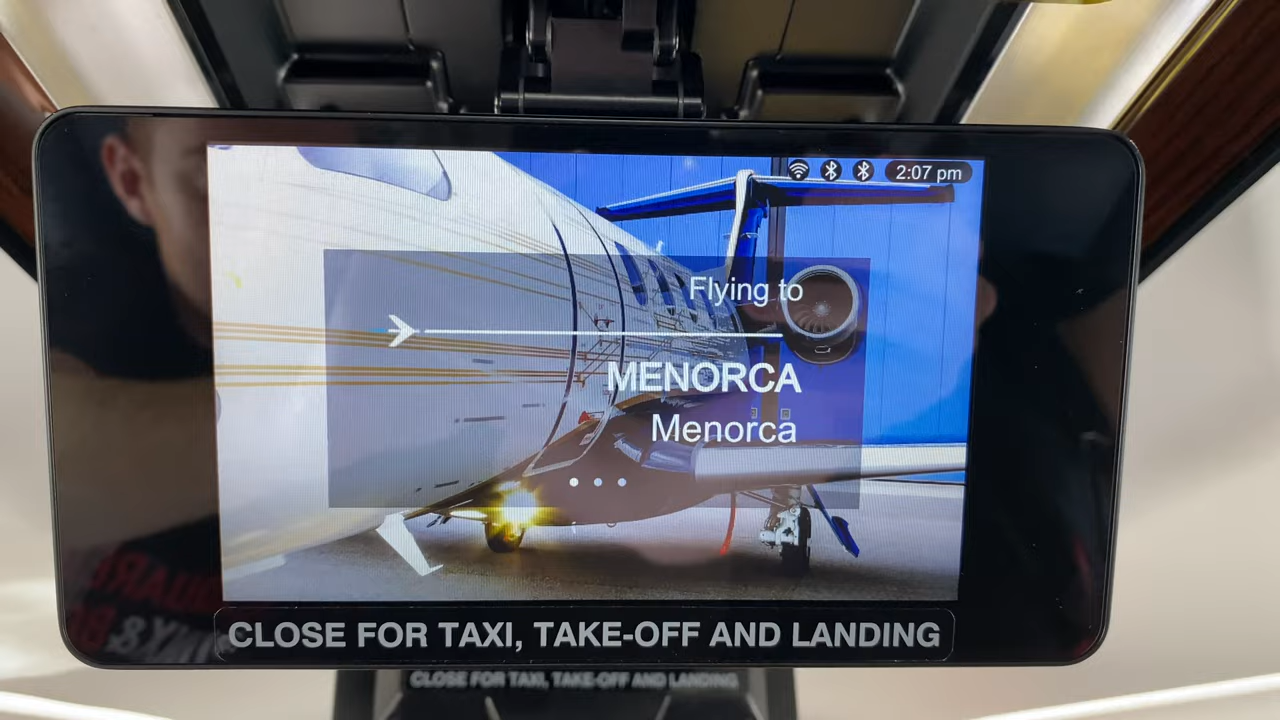 2:07 pm
Flying to
MENORCA
Menorca
CLOSE FOR TAXI, TAKE-OFF AND LANDING
CLOSE FOR TAXI, TAKE-OFF AND LANDING